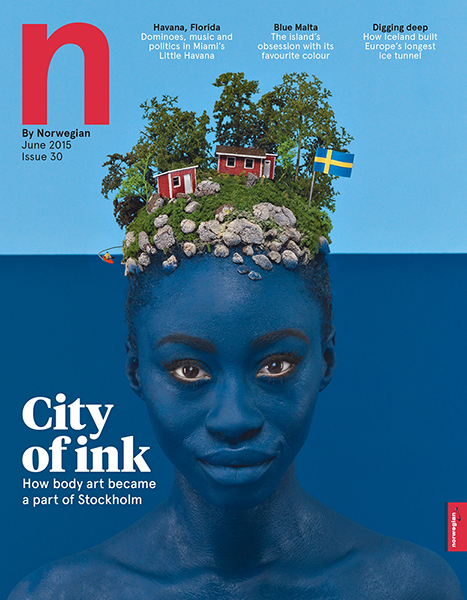 n
By Norwegian
June 2015
Issue 30
Havana, Florida
Dominoes, music and
politics in Miami's
Little Havana
Blue Malta
The island's
obsession with its
favourite colour
Digging deep
How Iceland built
Europe's longest
ice tunnel
City
of ink
How body art became
a part of Stockholm
norwegian